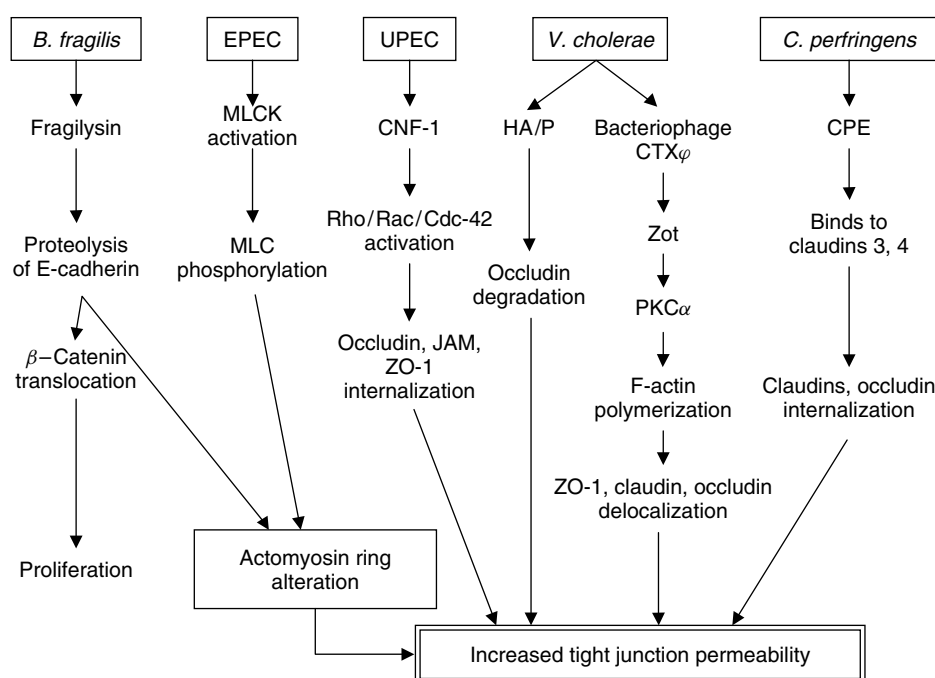 B. fragilis
EPEC
UPEC
V. cholerae
C. perfringens
Fragilysin
MLCK
activation
CNF-1
HA/P
Bacteriophage
CTXφ
CPE
Proteolysis
of E-cadherin
MLC
phosphorylation
Rho/Rac/Cdc-42
activation
Occludin
degradation
Zot
Binds to
claudins 3, 4
PKCα
β–Catenin
translocation
Occludin, JAM,
ZO-1
internalization
F-actin
polymerization
Claudins, occludin
internalization
ZO-1, claudin, occludin
delocalization
Proliferation
Actomyosin ring
alteration
Increased tight junction permeability